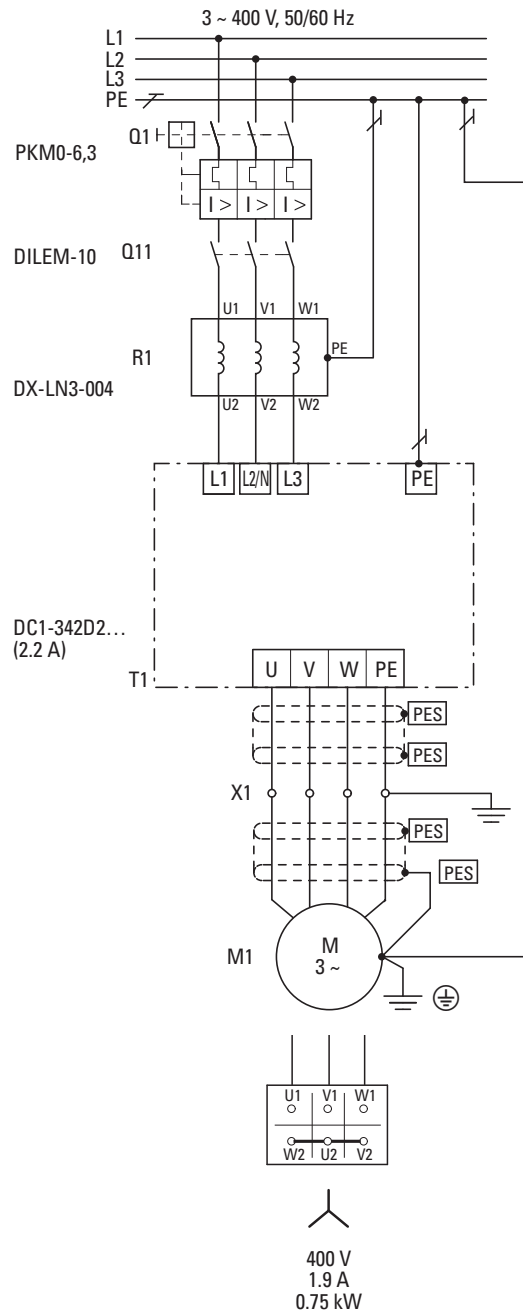 3 ~ 400 V, 50/60 Hz
L1
L2
L3
PE
Q1
PKM0-6,3
I > I > I >
DILEM-10 Q11
U1 V1 W1
R1 PE
DX-LN3-004
U2 V2 W2
L1 L2/N L3 PE
DC1-342D2...
(2.2 A)
T1
U V W PE
PES
PES
X1
PES
PES
M1
M
3 ~
U1 V1 W1
W2 U2 V2
400 V
1.9 A
0.75 kW